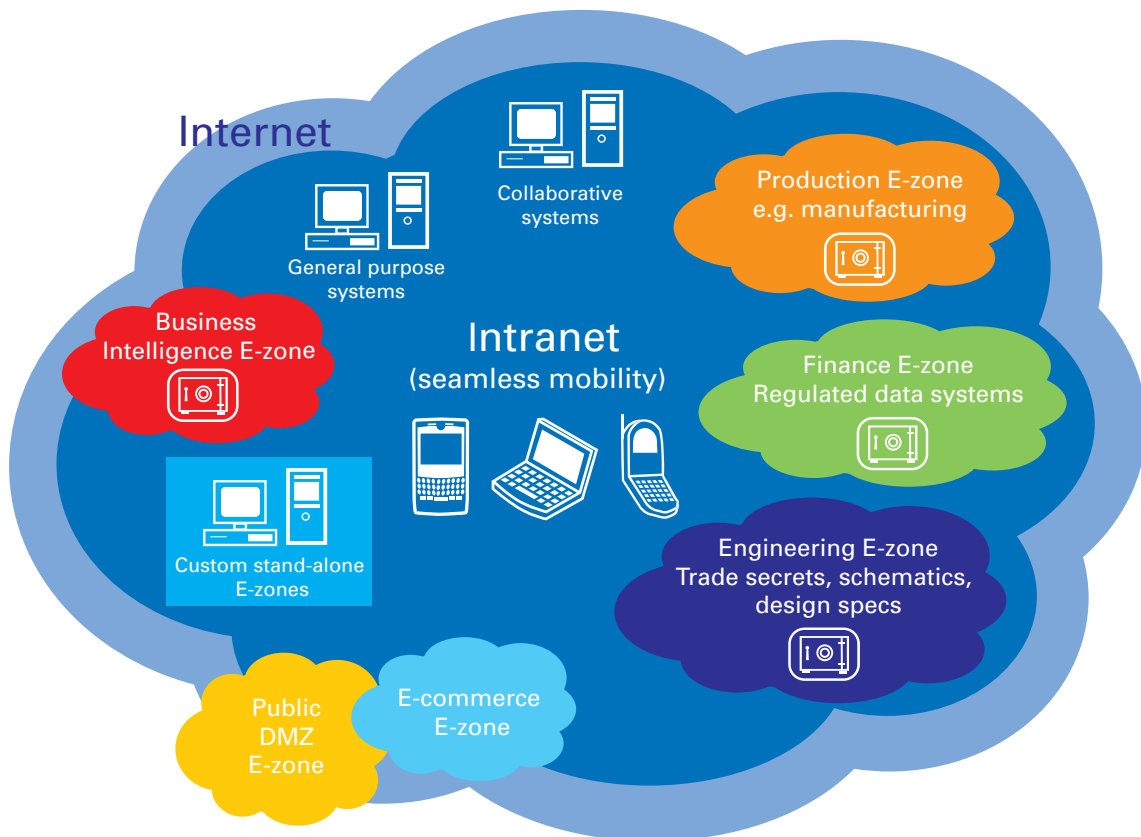 Internet
Collaborative
systems
General purpose
systems
Production E-zone
e.g. manufacturing
Business
Intelligence E-zone
Intranet
(seamless mobility)
Finance E-zone
Regulated data systems
Custom stand-alone
E-zones
Engineering E-zone
Trade secrets, schematics,
design specs
Public
DMZ
E-zone
E-commerce
E-zone